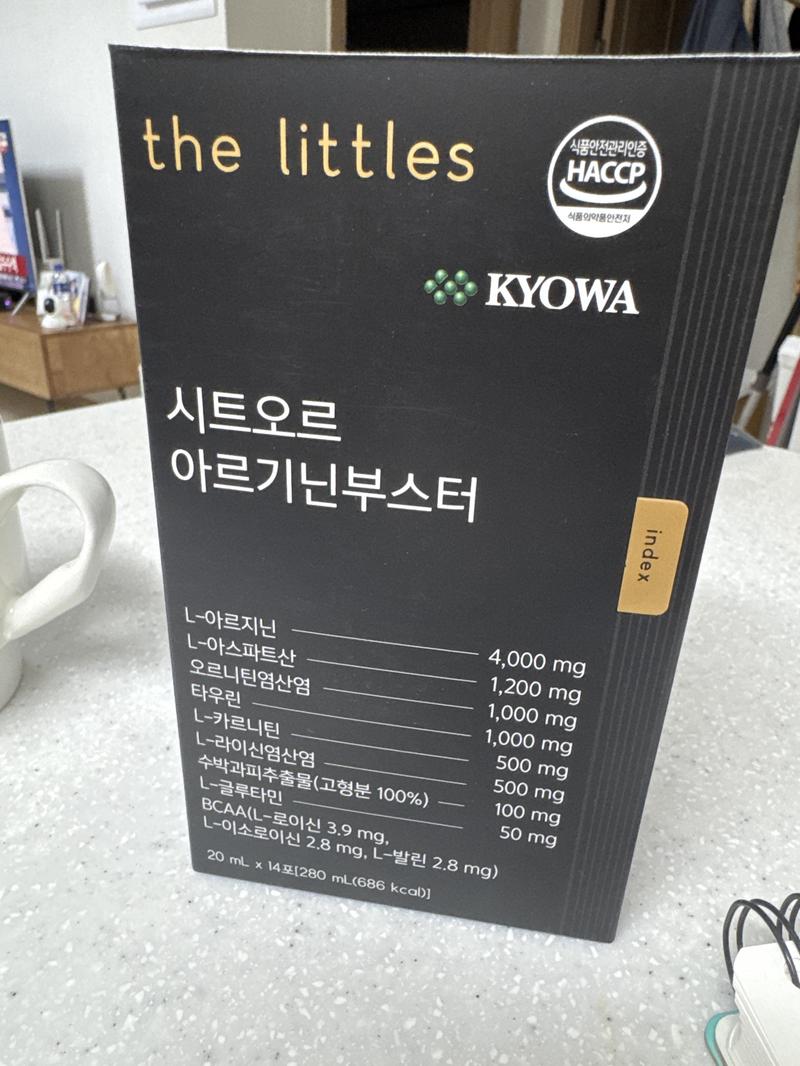 the littles
식품안전관리인증
HACCP
식품의약품안전처
KYOWA
시트오르
아르기닌부스터
index
L-아르지닌 4,000 mg
L-아스파트산 1,200 mg
오르니틴염산염 1,000 mg
타우린 1,000 mg
L-카르니틴 500 mg
L-라이신염산염 500 mg
수박과피추출물(고형분 100%) 100 mg
L-글루타민 50 mg
BCAA(L-로이신 3.9 mg,
L-이소로이신 2.8 mg, L-발린 2.8 mg)
20 mL x 14포[280 mL(686 kcal)]